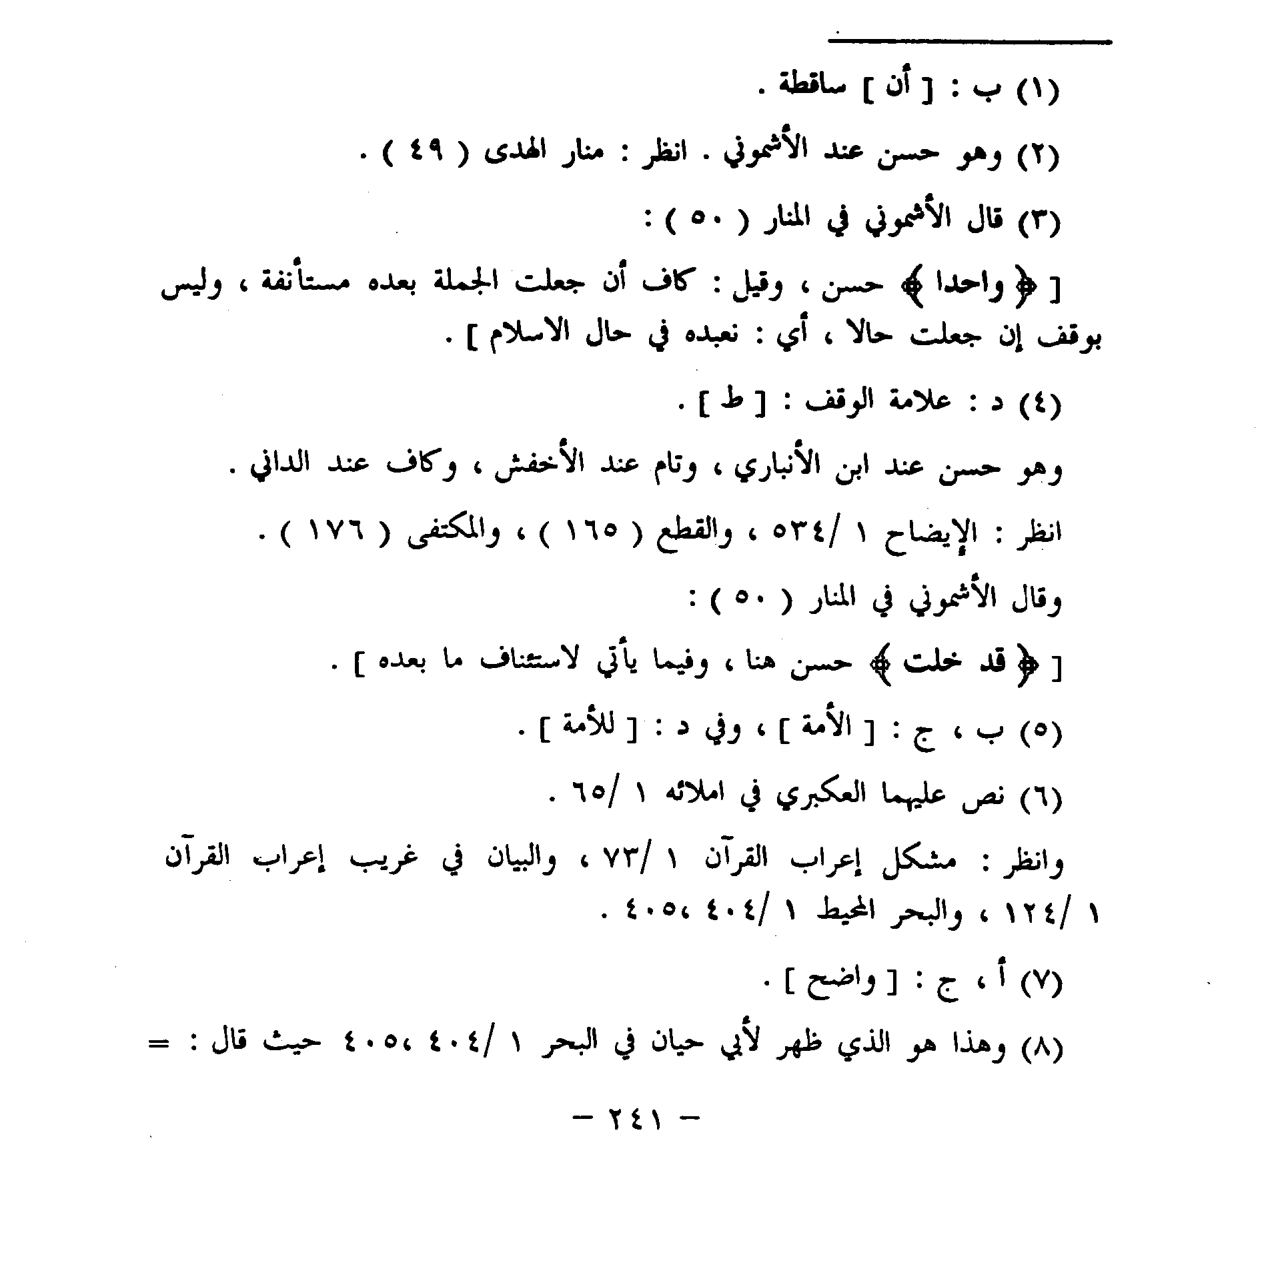 (١) ب : [ أن ] ساقطة .
(٢) وهو حسن عند الأشموني . انظر : منار الهدى ( ٤٩ ) .
(٣) قال الأشموني في المنار ( ٥٠ ) :
[ ﴿ واحدا ﴾ حسن ، وقيل : كاف أن جعلت الجملة بعده مستأنفة ، وليس
بوقف إن جعلت حالا ، أي : نعبده في حال الاسلام ] .
(٤) د : علامة الوقف : [ ط ] .
وهو حسن عند ابن الأنباري ، وتام عند الأخفش ، وكاف عند الداني .
انظر : الإيضاح ١ /٥٣٤ ، والقطع ( ١٦٥ ) ، والمكتفى ( ١٧٦ ) .
وقال الأشموني في المنار ( ٥٠ ) :
[ ﴿ قد خلت ﴾ حسن هنا ، وفيما يأتي لاستئناف ما بعده ] .
(٥) ب ، ج : [ الأمة ] ، وفي د : [ للأمة ] .
(٦) نص عليهما العكبري في املائه ١ /٦٥ .
وانظر : مشكل إعراب القرآن ١ /٧٣ ، والبيان في غريب إعراب القرآن
١ /١٢٤ ، والبحر المحيط ١ /٤٠٤ ،٤٠٥ .
(٧) أ ، ج : [ واضح ] .
(٨) وهذا هو الذي ظهر لأبي حيان في البحر ١ /٤٠٤ ،٤٠٥ حيث قال : =
– ٢٤١ –